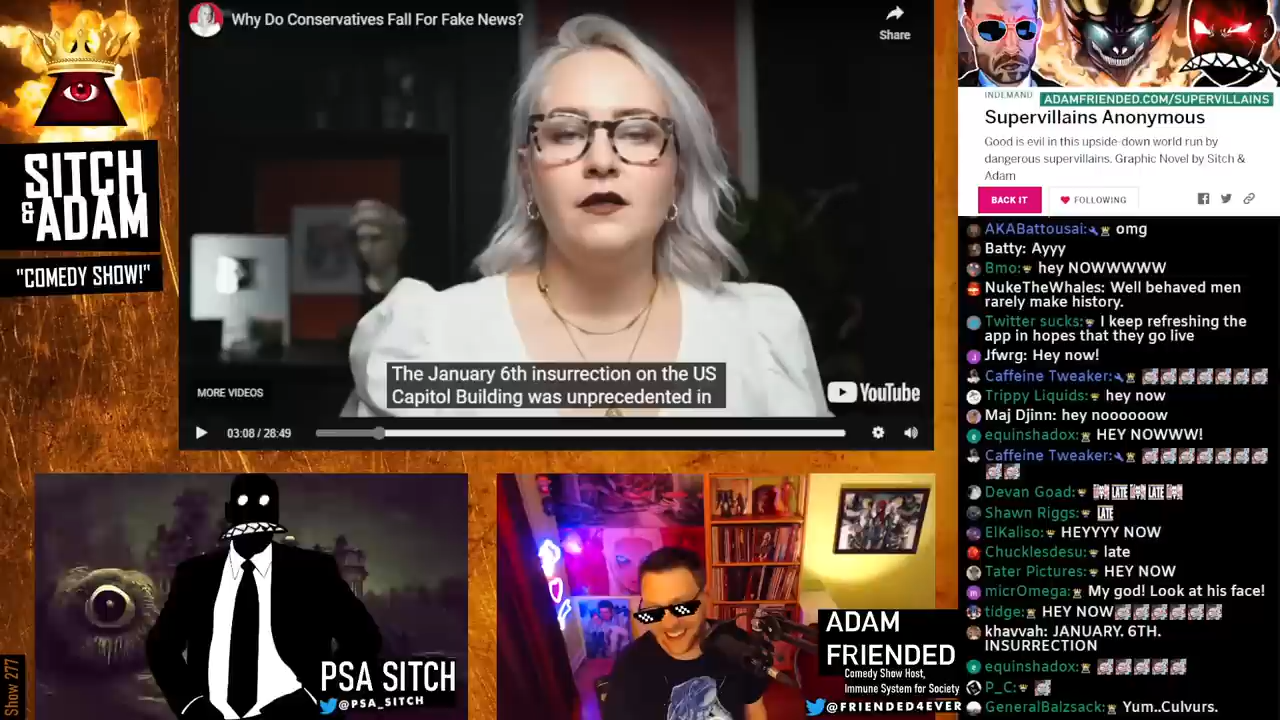 Why Do Conservatives Fall For Fake News?
Share
SITCH
& ADAM
"COMEDY SHOW!"
The January 6th insurrection on the US
Capitol Building was unprecedented in
MORE VIDEOS
YouTube
03:08 / 28:49
INDEMAND
ADAMFRIENDED.COM/SUPERVILLAINS
Supervillains Anonymous
Good is evil in this upside-down world run by
dangerous supervillains. Graphic Novel by Sitch &
Adam
BACK IT
FOLLOWING
AKABattousai: omg
Batty: Ayyy
Bmo: hey NOWWWWW
NukeTheWhales: Well behaved men
rarely make history.
Twitter sucks: I keep refreshing the
app in hopes that they go live
Jfwrg: Hey now!
Caffeine Tweaker:
Trippy Liquids: hey now
Maj Djinn: hey nooooow
equinshadox: HEY NOWWW!
Caffeine Tweaker:
Devan Goad: LATE LATE
Shawn Riggs: LATE
ElKaliso: HEYYYY NOW
Chucklesdesu: late
Tater Pictures: HEY NOW
micrOmega: My god! Look at his face!
tidge: HEY NOW
khavvah: JANUARY. 6TH.
INSURRECTION
equinshadox:
P_C:
GeneralBalzsack: Yum..Culvurs.
Show 277
PSA SITCH
@PSA_SITCH
ADAM
FRIENDED
Comedy Show Host,
Immune System for Society
@FRIENDED4EVER